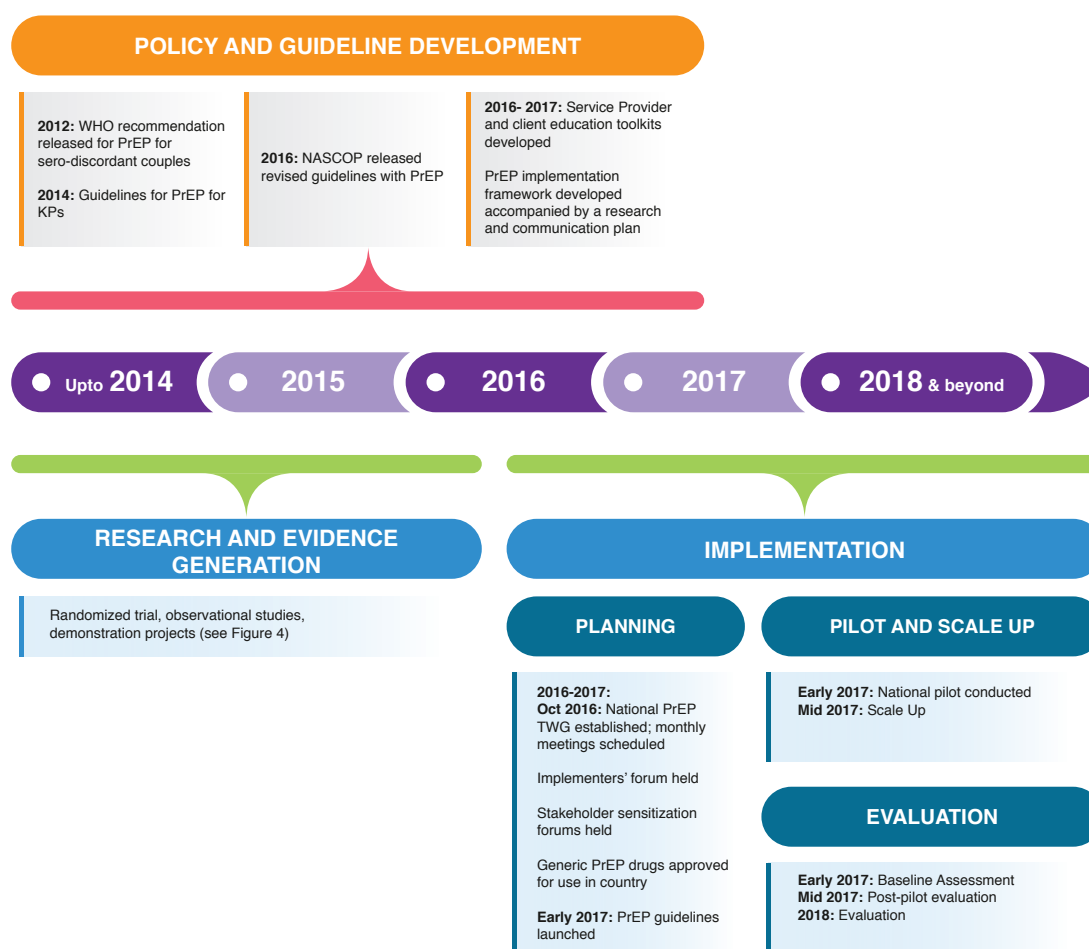 POLICY AND GUIDELINE DEVELOPMENT
2012: WHO recommendation
released for PrEP for
sero-discordant couples
2014: Guidelines for PrEP for
KPs
2016: NASCOP released
revised guidelines with PrEP
2016- 2017: Service Provider
and client education toolkits
developed
PrEP implementation
framework developed
accompanied by a research
and communication plan
Upto 2014
2015
2016
2017
2018 & beyond
RESEARCH AND EVIDENCE
GENERATION
Randomized trial, observational studies,
demonstration projects (see Figure 4)
IMPLEMENTATION
PLANNING
2016-2017:
Oct 2016: National PrEP
TWG established; monthly
meetings scheduled
Implementers' forum held
Stakeholder sensitization
forums held
Generic PrEP drugs approved
for use in country
Early 2017: PrEP guidelines
launched
PILOT AND SCALE UP
Early 2017: National pilot conducted
Mid 2017: Scale Up
EVALUATION
Early 2017: Baseline Assessment
Mid 2017: Post-pilot evaluation
2018: Evaluation